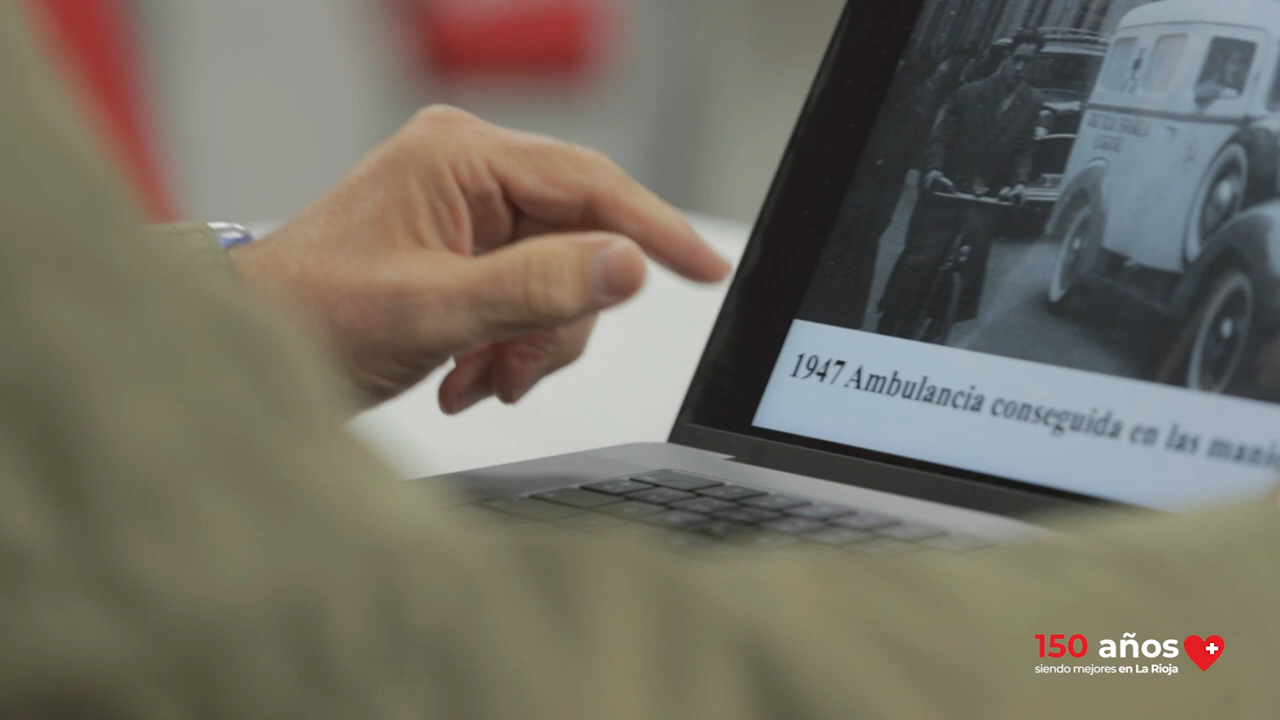 1947 Ambulancia conseguida en las
150 años
siendo mejores en La Rioja